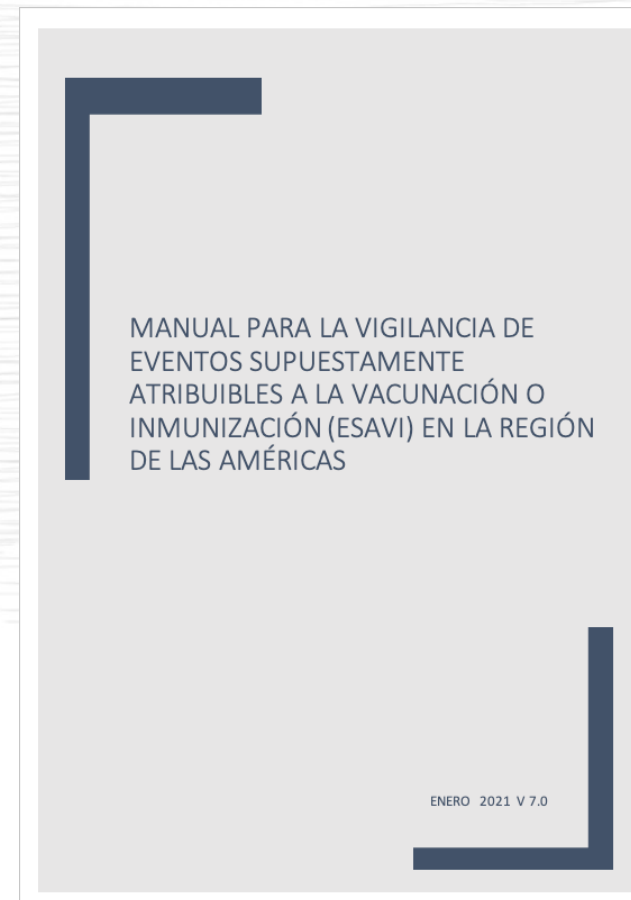 MANUAL PARA LA VIGILANCIA DE
EVENTOS SUPUESTAMENTE
ATRIBUIBLES A LA VACUNACIÓN O
INMUNIZACIÓN (ESAVI) EN LA REGIÓN
DE LAS AMÉRICAS
ENERO 2021 V 7.0